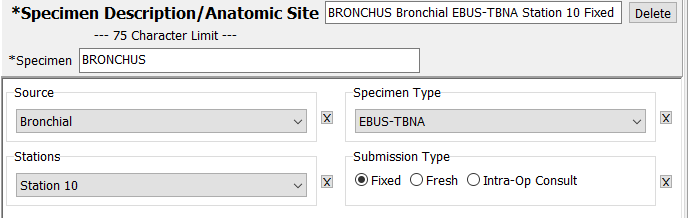 *Specimen Description/Anatomic Site BRONCHUS Bronchial EBUS-TBNA Station 10 Fixed Delete
--- 75 Character Limit ---
*Specimen BRONCHUS
Source Specimen Type
Bronchial X EBUS-TBNA X
Stations Submission Type
Station 10 X Fixed Fresh Intra-Op Consult X